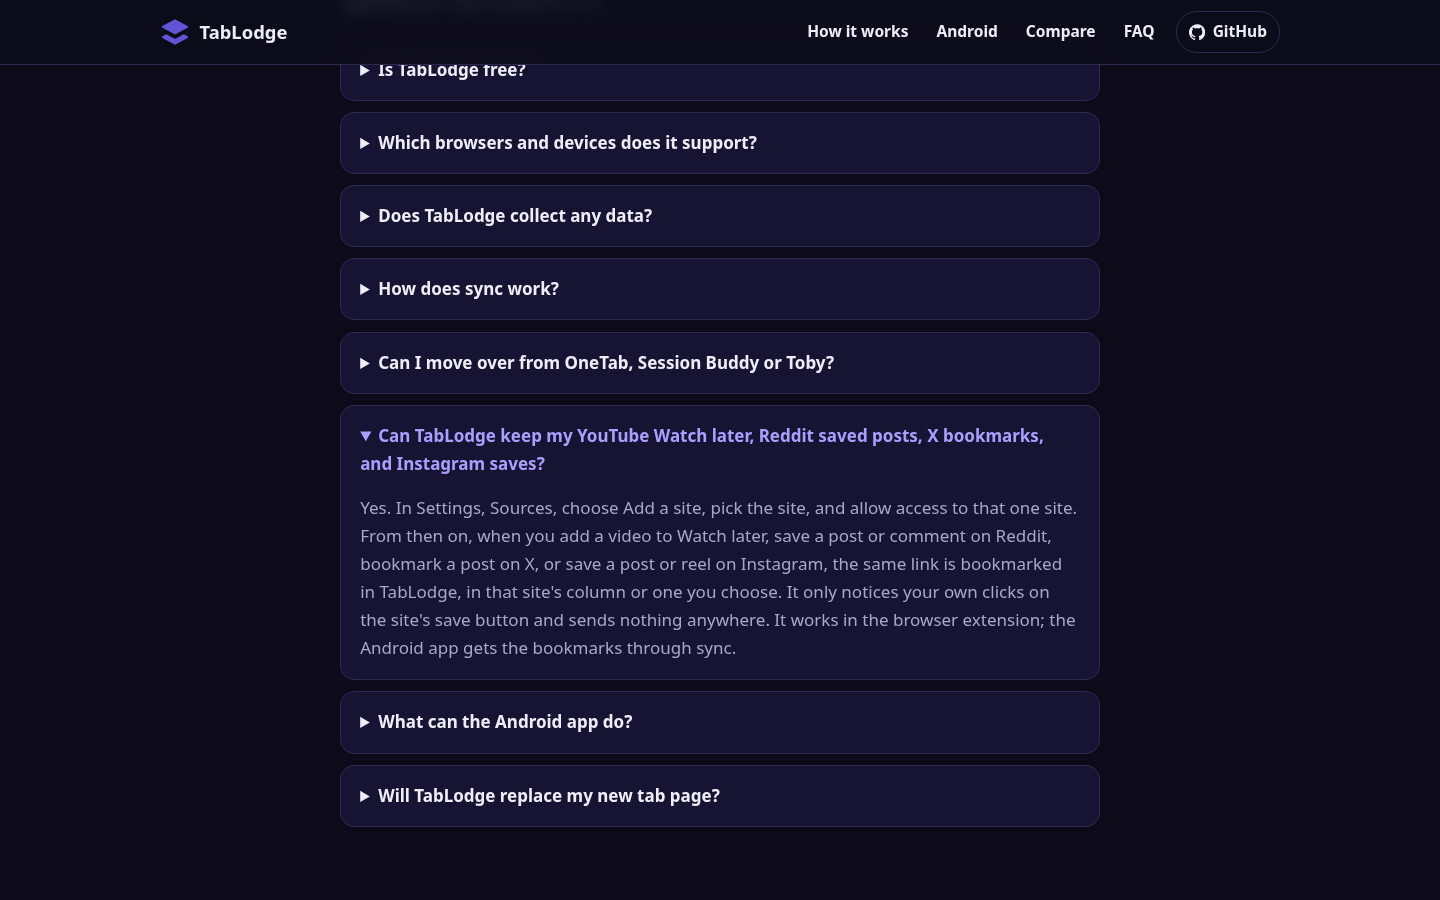 TabLodge
How it works
Android
Compare
FAQ
GitHub
Is TabLodge free?
Which browsers and devices does it support?
Does TabLodge collect any data?
How does sync work?
Can I move over from OneTab, Session Buddy or Toby?
Can TabLodge keep my YouTube Watch later, Reddit saved posts, X bookmarks,
and Instagram saves?
Yes. In Settings, Sources, choose Add a site, pick the site, and allow access to that one site.
From then on, when you add a video to Watch later, save a post or comment on Reddit,
bookmark a post on X, or save a post or reel on Instagram, the same link is bookmarked
in TabLodge, in that site's column or one you choose. It only notices your own clicks on
the site's save button and sends nothing anywhere. It works in the browser extension; the
Android app gets the bookmarks through sync.
What can the Android app do?
Will TabLodge replace my new tab page?